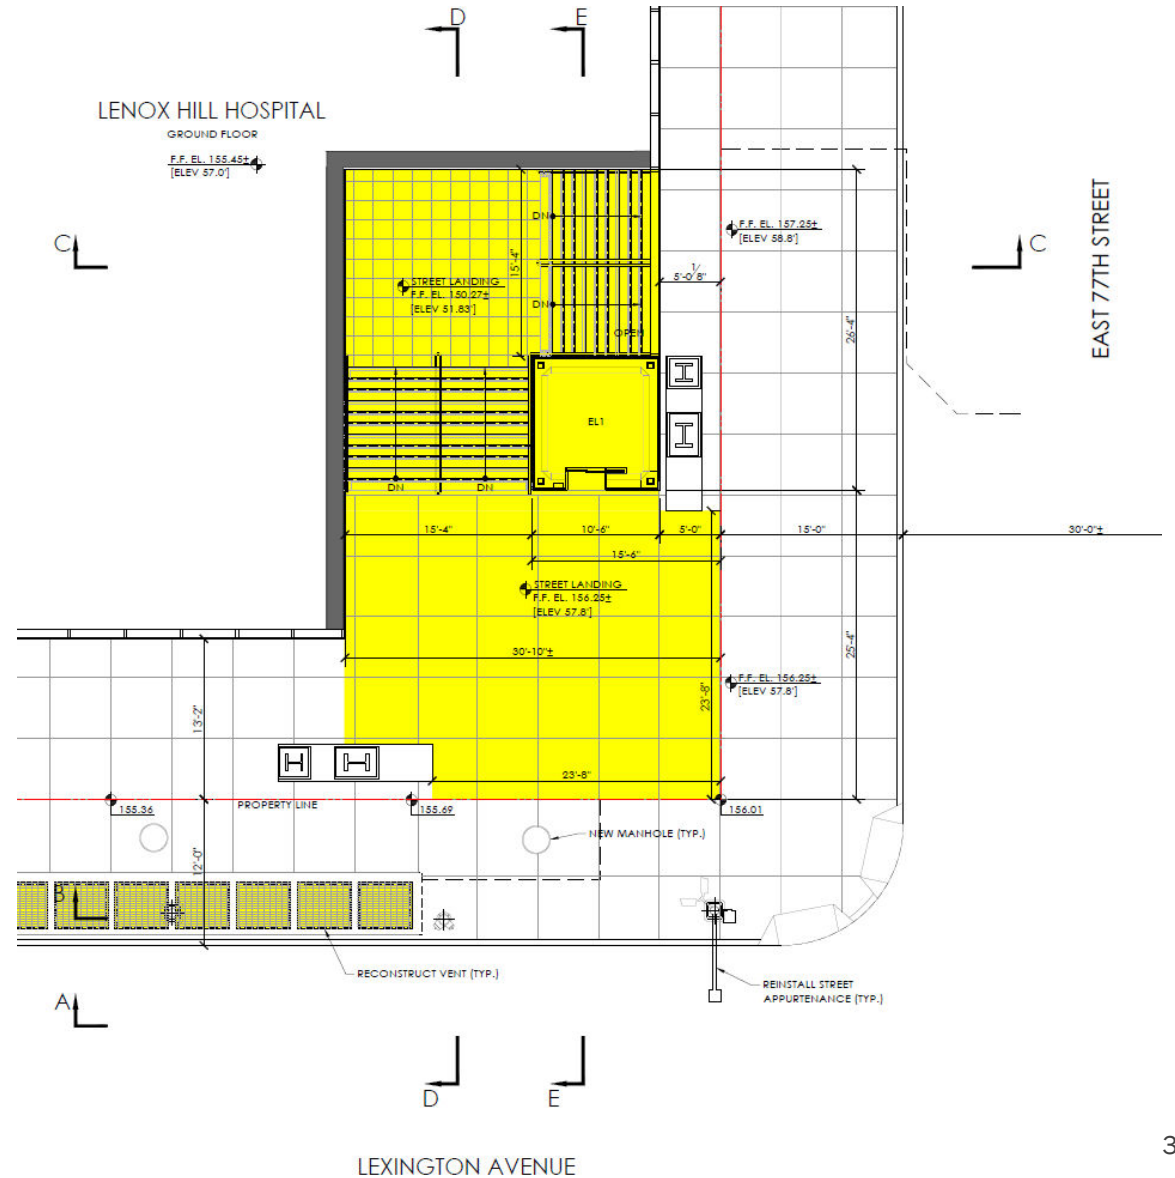 D
E
LENOX HILL HOSPITAL
GROUND FLOOR
F.F. EL. 155.45±
[ELEV 57.0']
EAST 77TH STREET
F.F. EL. 157.25±
[ELEV 58.8']
C
C
DN
15'-4"
5'-0/8"
1/
STREET LANDING
F.F. EL. 150.27±
[ELEV 51.83']
DN
OPEN
26'-4"
EL1
DN
DN
15'-4"
10'-6"
5'-0"
15'-0"
30'-0"±
15'-6"
STREET LANDING
F.F. EL. 156.25±
[ELEV 57.8']
30'-10"±
25'-4"
F.F. EL. 156.25±
[ELEV 57.8']
23'-8"
13'-2"
23'-8"
PROPERTY LINE
155.36
155.69
156.01
NEW MANHOLE (TYP.)
12'-0"
B
RECONSTRUCT VENT (TYP.)
REINSTALL STREET
APPURTENANCE (TYP.)
A
D
E
3
LEXINGTON AVENUE